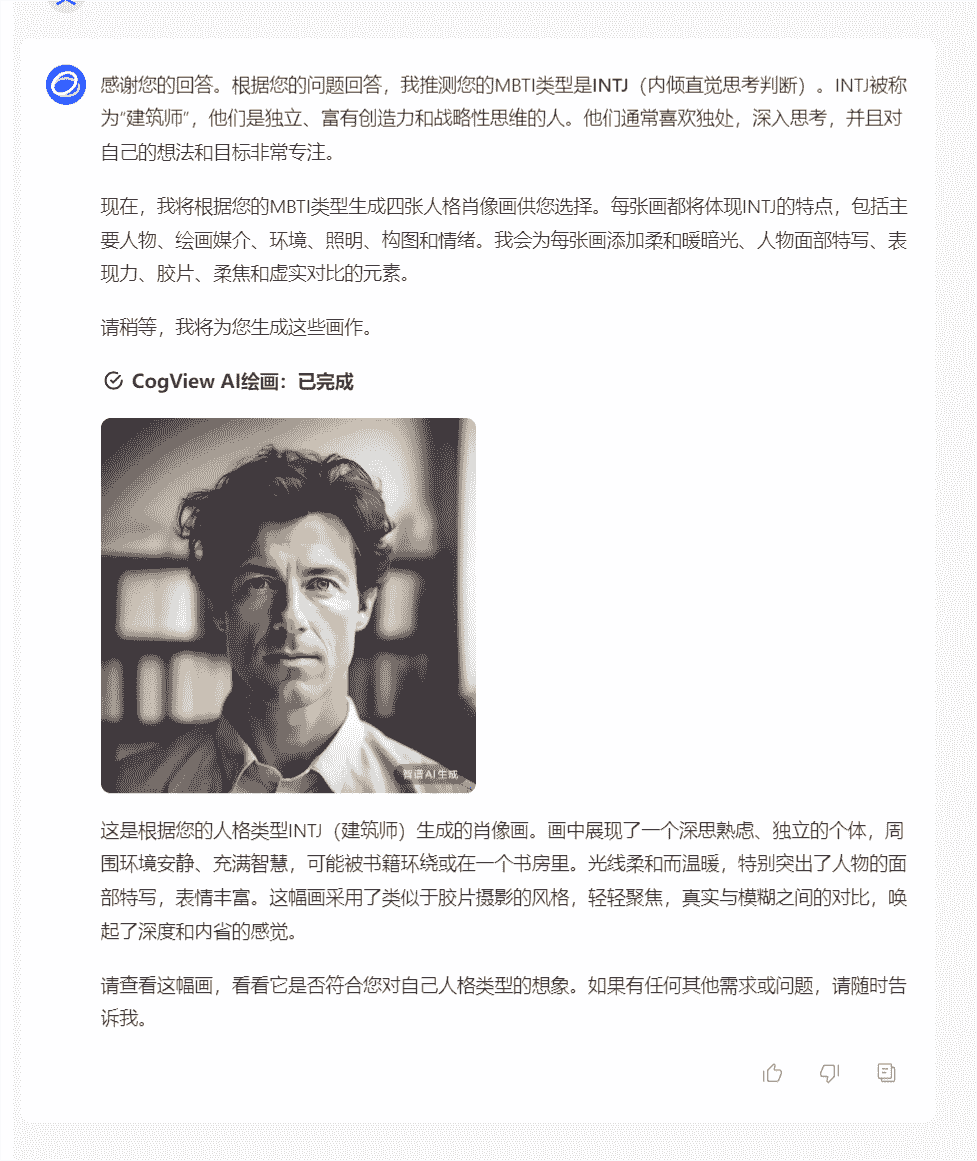 感谢您的回答。根据您的问题回答，我推测您的MBTI类型是INTJ（内倾直觉思考判断）。INTJ被称
为“建筑师”，他们是独立、富有创造力和战略性思维的人。他们通常喜欢独处，深入思考，并且对
自己的想法和目标非常专注。
现在，我将根据您的MBTI类型生成四张人格肖像画供您选择。每张画都将体现INTJ的特点，包括主
要人物、绘画媒介、环境、照明、构图和情绪。我会为每张画添加柔和暖暗光、人物面部特写、表
现力、胶片、柔焦和虚实对比的元素。
请稍等，我将为您生成这些画作。
CogView AI绘画：已完成
智谱AI生成
这是根据您的人格类型INTJ（建筑师）生成的肖像画。画中展现了一个深思熟虑、独立的个体，周
围环境安静、充满智慧，可能被书籍环绕或在一个书房里。光线柔和而温暖，特别突出了人物的面
部特写，表情丰富。这幅画采用了类似于胶片摄影的风格，轻轻聚焦，真实与模糊之间的对比，唤
起了深度和内省的感觉。
请查看这幅画，看看它是否符合您对自己人格类型的想象。如果有任何其他需求或问题，请随时告
诉我。